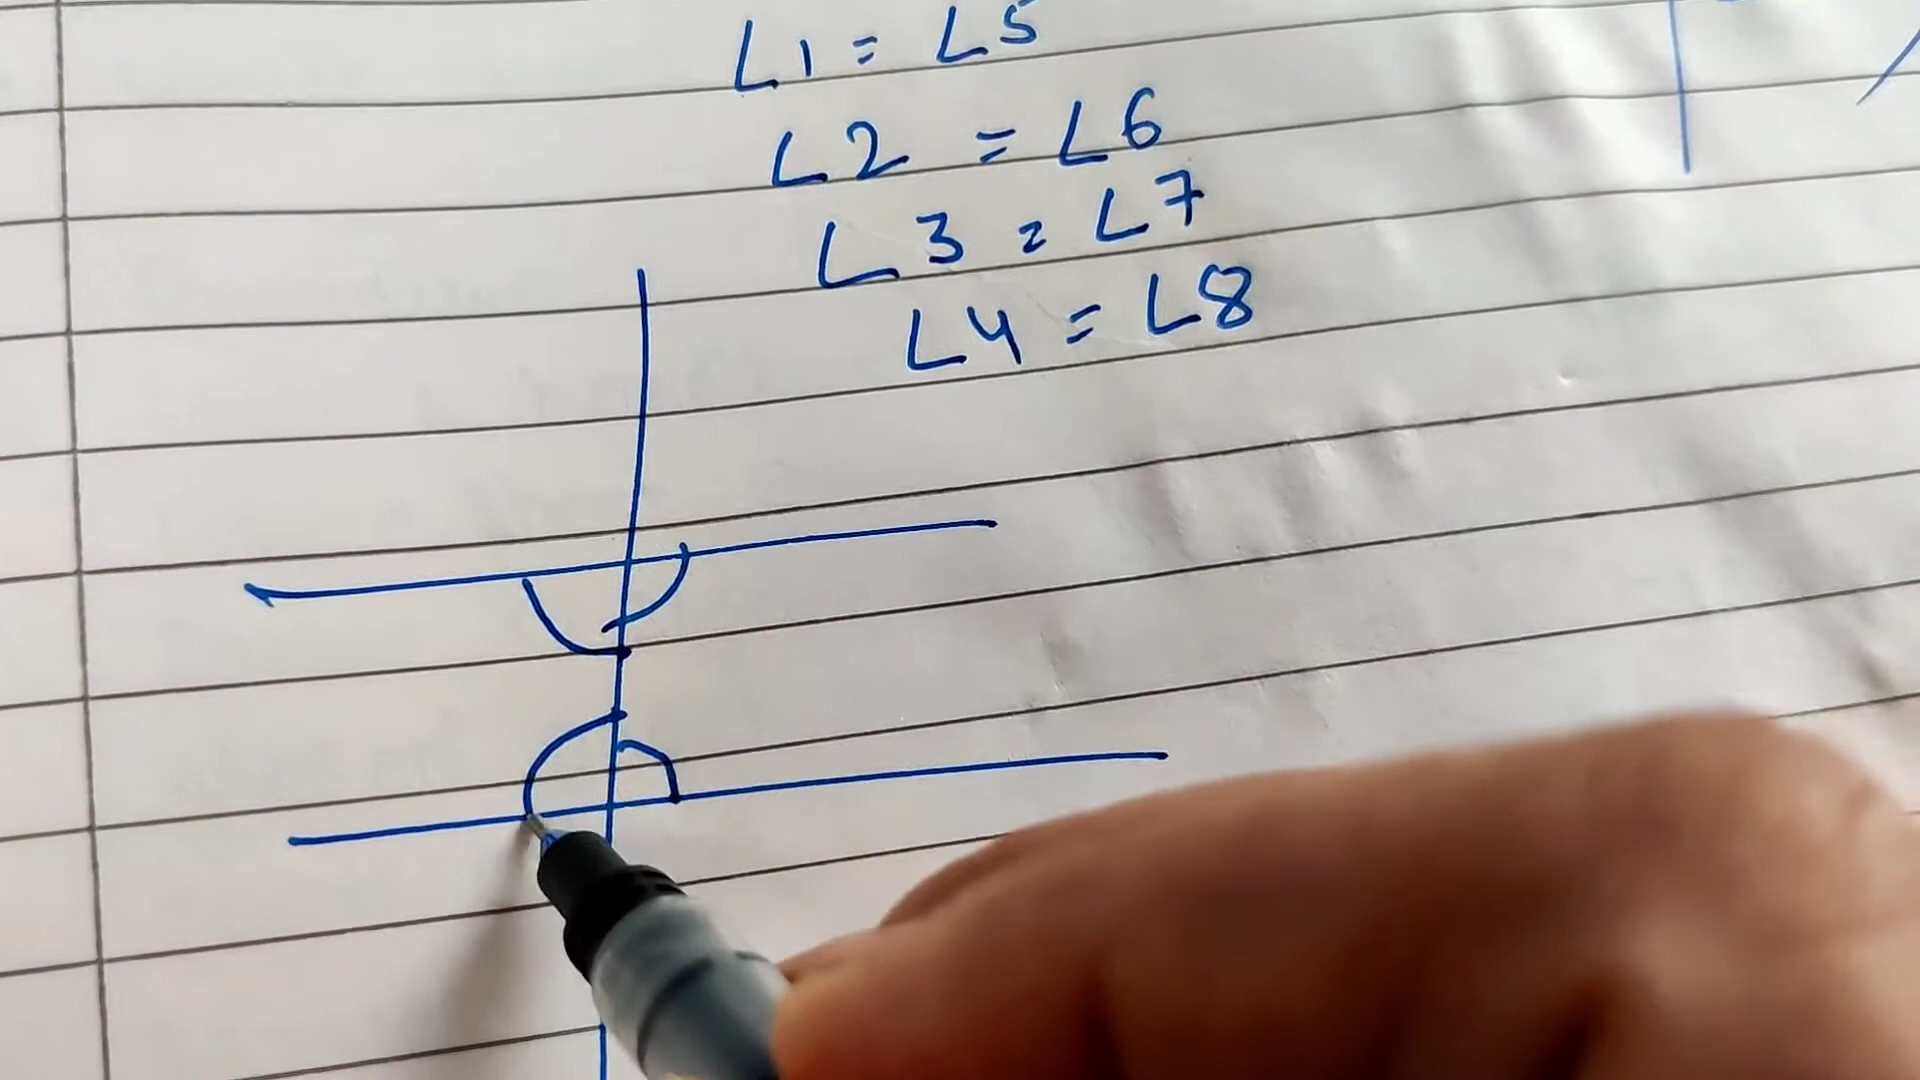 ∠1 = ∠5
∠2 = ∠6
∠3 = ∠7
∠4 = ∠8